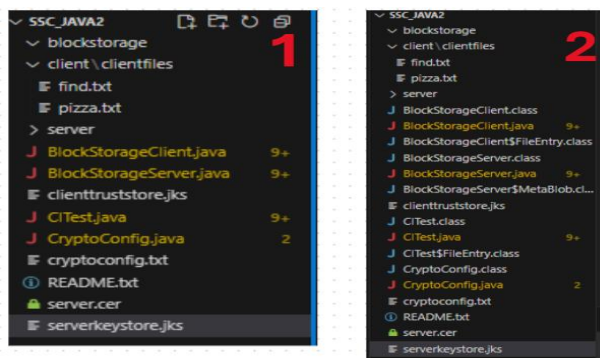 SSC_JAVA2
1
blockstorage
client \ clientfiles
find.txt
pizza.txt
server
J BlockStorageClient.java 9+
J BlockStorageServer.java 9+
clienttruststore.jks
J CITest.java 9+
J CryptoConfig.java 2
cryptoconfig.txt
README.txt
server.cer
serverkeystore.jks
SSC_JAVA2
2
blockstorage
client \ clientfiles
find.txt
pizza.txt
server
J BlockStorageClient.class
J BlockStorageClient.java 9+
J BlockStorageClient$FileEntry.class
J BlockStorageServer.class
J BlockStorageServer.java 9+
J BlockStorageServer$MetaBlob.cl...
clienttruststore.jks
J CITest.class
J CITest.java 9+
J CITest$FileEntry.class
J CryptoConfig.class
J CryptoConfig.java 2
cryptoconfig.txt
README.txt
server.cer
serverkeystore.jks